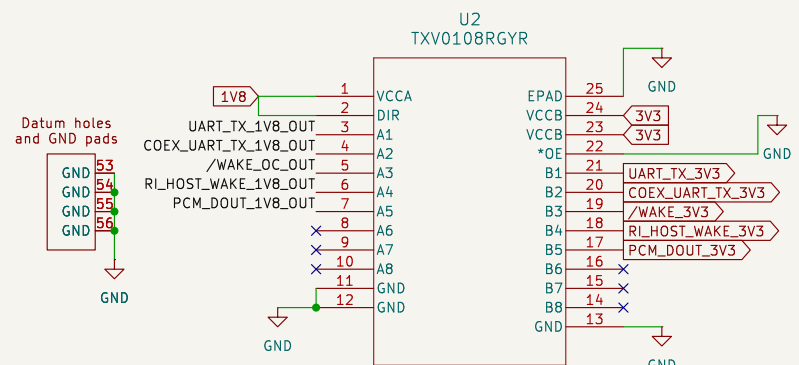 U2
TXV0108RGYR
1V8
1
VCCA
2
DIR
UART_TX_1V8_OUT
3
A1
COEX_UART_TX_1V8_OUT
4
A2
/WAKE_OC_OUT
5
A3
RI_HOST_WAKE_1V8_OUT
6
A4
PCM_DOUT_1V8_OUT
7
A5
8
A6
9
A7
10
A8
11
GND
12
GND
GND
EPAD
25
GND
VCCB
24
3V3
VCCB
23
3V3
*OE
22
GND
B1
21
UART_TX_3V3
B2
20
COEX_UART_TX_3V3
B3
19
/WAKE_3V3
B4
18
RI_HOST_WAKE_3V3
B5
17
PCM_DOUT_3V3
B6
16
B7
15
B8
14
GND
13
GND
Datum holes
and GND pads
GND
53
GND
54
GND
55
GND
56
GND